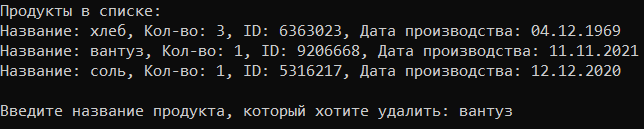 Продукты в списке:
Название: хлеб, Кол-во: 3, ID: 6363023, Дата производства: 04.12.1969
Название: вантуз, Кол-во: 1, ID: 9206668, Дата производства: 11.11.2021
Название: соль, Кол-во: 1, ID: 5316217, Дата производства: 12.12.2020
Введите название продукта, который хотите удалить: вантуз